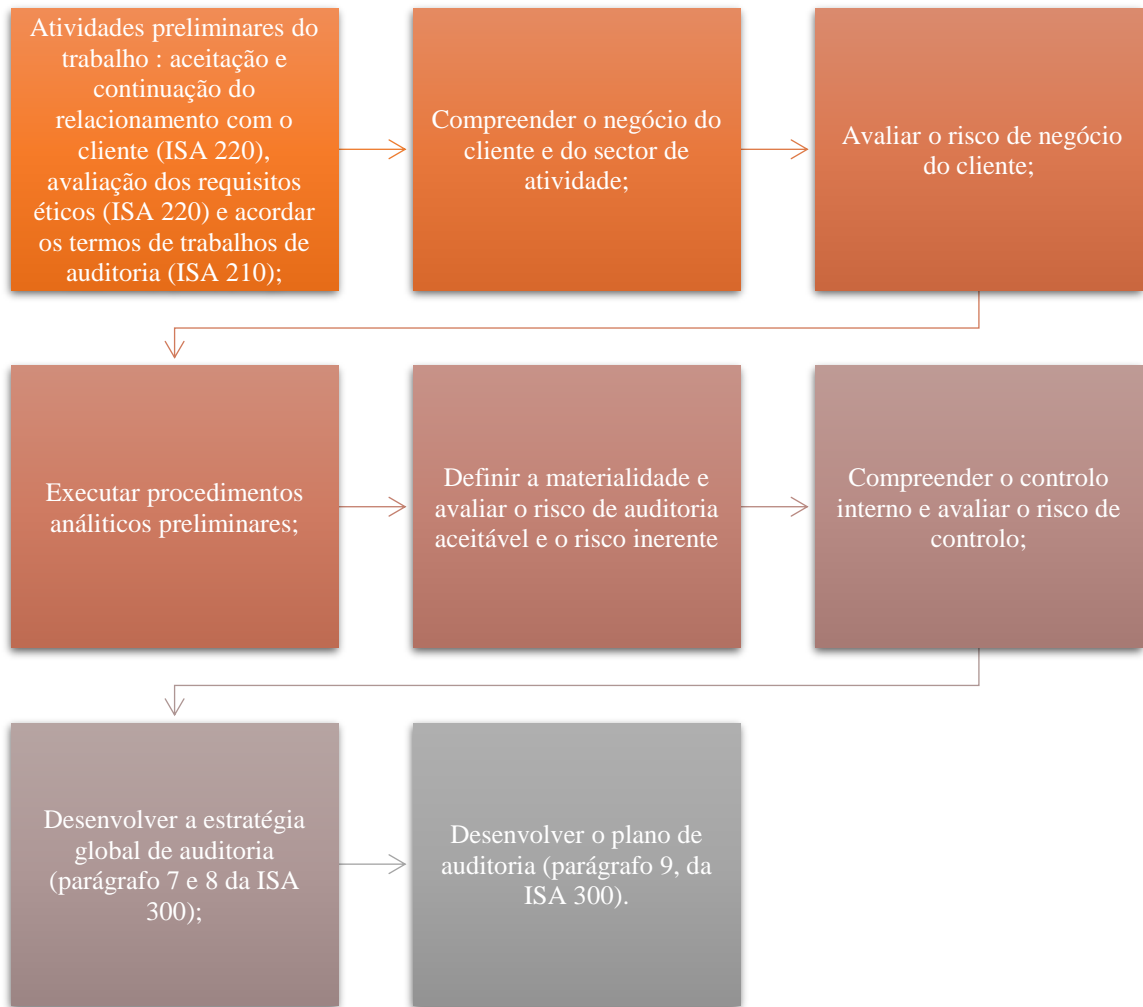 Atividades preliminares do
trabalho : aceitação e
continuação do
relacionamento com o
cliente (ISA 220),
avaliação dos requisitos
éticos (ISA 220) e acordar
os termos de trabalhos de
auditoria (ISA 210);
Compreender o negócio do
cliente e do sector de
atividade;
Avaliar o risco de negócio
do cliente;
Executar procedimentos
análiticos preliminares;
Definir a materialidade e
avaliar o risco de auditoria
aceitável e o risco inerente
Compreender o controlo
interno e avaliar o risco de
controlo;
Desenvolver a estratégia
global de auditoria
(parágrafo 7 e 8 da ISA
300);
Desenvolver o plano de
auditoria (parágrafo 9, da
ISA 300).